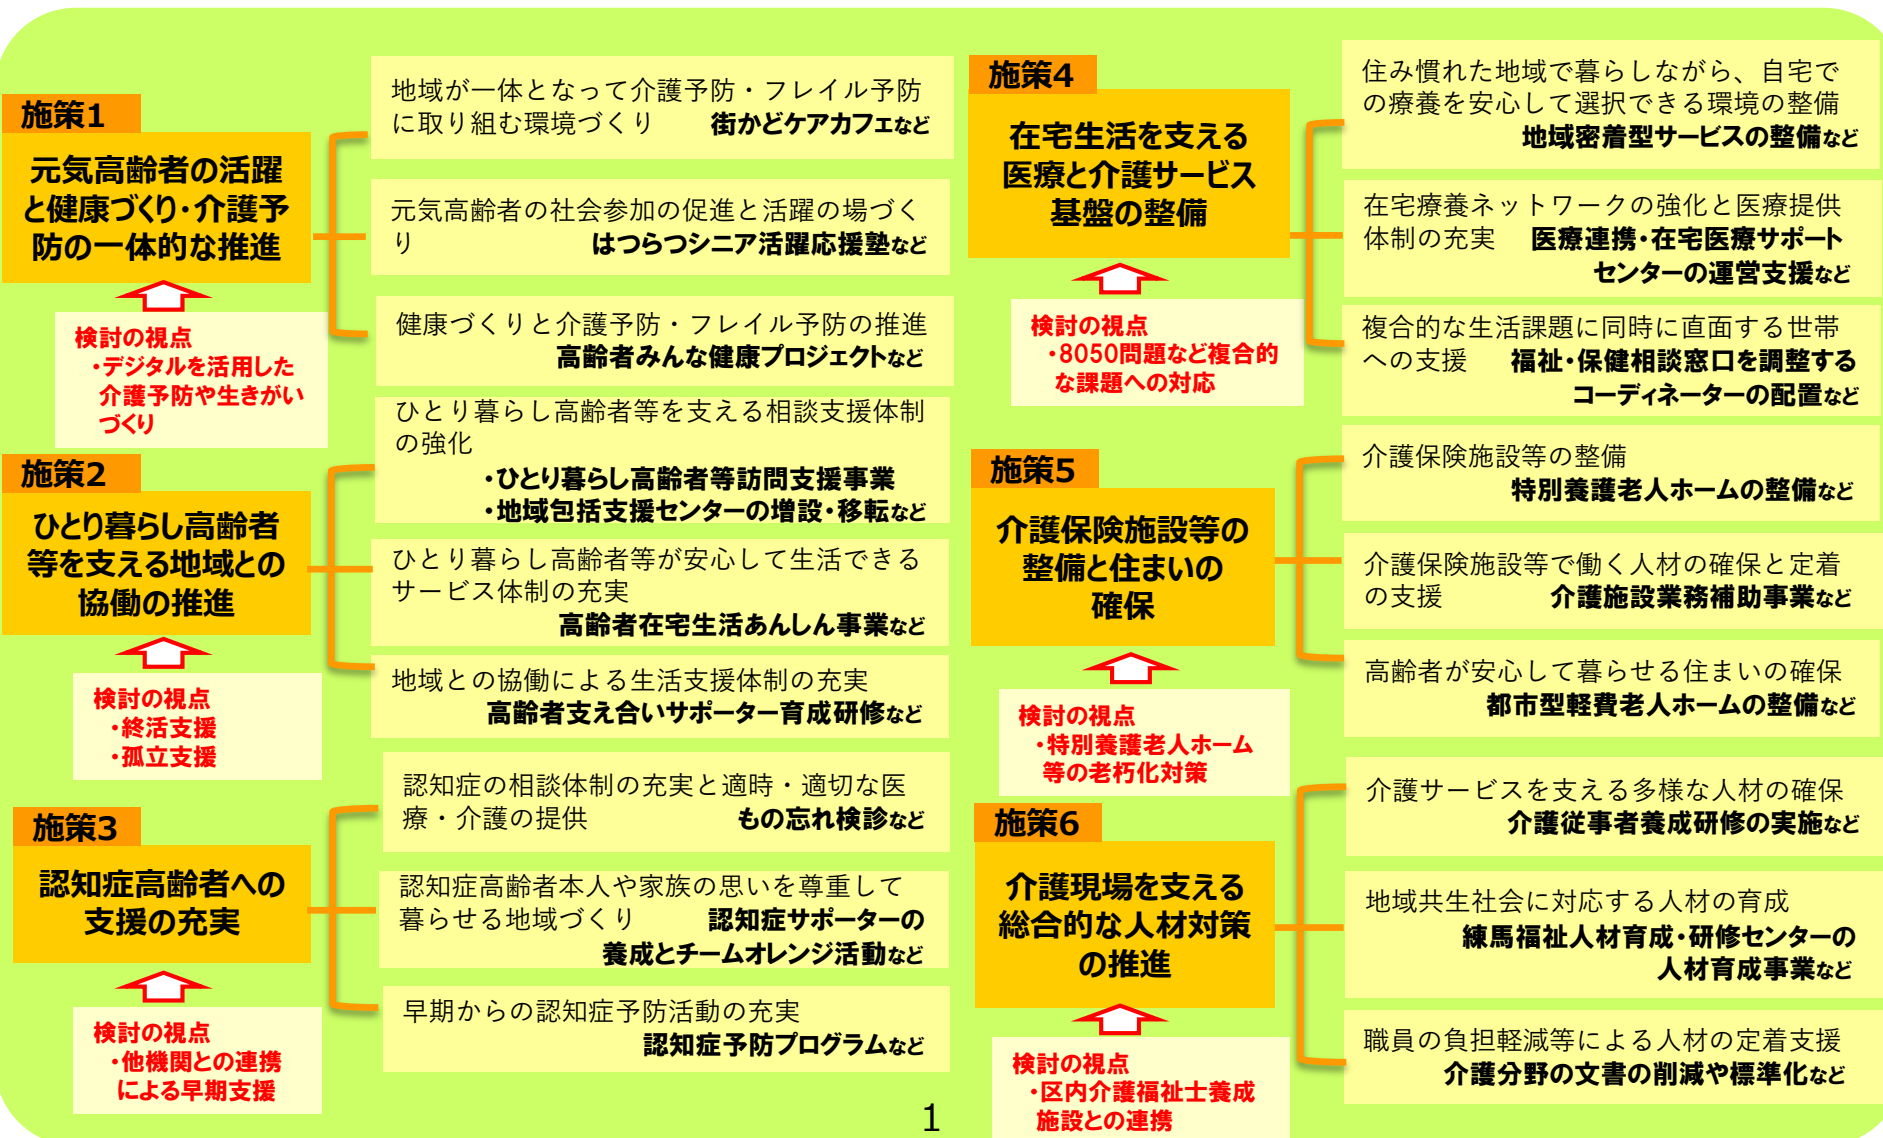 施策1
元気高齢者の活躍
と健康づくり・介護予
防の一体的な推進
検討の視点
・デジタルを活用した
介護予防や生きがい
づくり
地域が一体となって介護予防・フレイル予防
に取り組む環境づくり　　街かどケアカフェなど
元気高齢者の社会参加の促進と活躍の場づく
り　　はつらつシニア活躍応援塾など
健康づくりと介護予防・フレイル予防の推進
高齢者みんな健康プロジェクトなど
施策2
ひとり暮らし高齢者
等を支える地域との
協働の推進
検討の視点
・終活支援
・孤立支援
ひとり暮らし高齢者等を支える相談支援体制
の強化
・ひとり暮らし高齢者等訪問支援事業
・地域包括支援センターの増設・移転など
ひとり暮らし高齢者等が安心して生活できる
サービス体制の充実
高齢者在宅生活あんしん事業など
地域との協働による生活支援体制の充実
高齢者支え合いサポーター育成研修など
施策3
認知症高齢者への
支援の充実
検討の視点
・他機関との連携
による早期支援
認知症の相談体制の充実と適時・適切な医
療・介護の提供　　もの忘れ検診など
認知症高齢者本人や家族の思いを尊重して
暮らせる地域づくり　　認知症サポーターの
養成とチームオレンジ活動など
早期からの認知症予防活動の充実
認知症予防プログラムなど
施策4
在宅生活を支える
医療と介護サービス
基盤の整備
検討の視点
・8050問題など複合的
な課題への対応
住み慣れた地域で暮らしながら、自宅で
の療養を安心して選択できる環境の整備
地域密着型サービスの整備など
在宅療養ネットワークの強化と医療提供
体制の充実　　医療連携・在宅医療サポート
センターの運営支援など
複合的な生活課題に同時に直面する世帯
への支援　　福祉・保健相談窓口を調整する
コーディネーターの配置など
施策5
介護保険施設等の
整備と住まいの
確保
検討の視点
・特別養護老人ホーム
等の老朽化対策
介護保険施設等の整備
特別養護老人ホームの整備など
介護保険施設等で働く人材の確保と定着
の支援　　介護施設業務補助事業など
高齢者が安心して暮らせる住まいの確保
都市型軽費老人ホームの整備など
施策6
介護現場を支える
総合的な人材対策
の推進
検討の視点
・区内介護福祉士養成
施設との連携
介護サービスを支える多様な人材の確保
介護従事者養成研修の実施など
地域共生社会に対応する人材の育成
練馬福祉人材育成・研修センターの
人材育成事業など
職員の負担軽減等による人材の定着支援
介護分野の文書の削減や標準化など
1